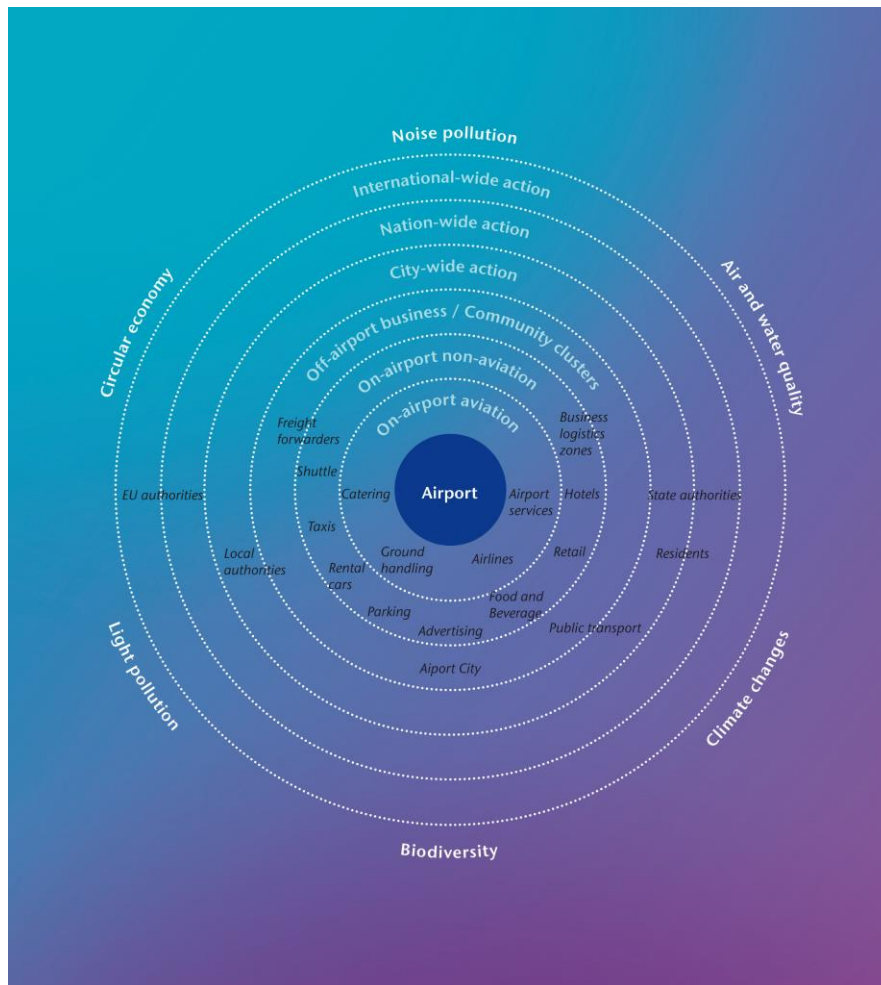 Noise pollution
International-wide action
Nation-wide action
City-wide action
Off-airport business / Community clusters
On-airport non-aviation
On-airport aviation
Circular economy
Air and water quality
Freight
forwarders
Business
logistics
zones
Shuttle
EU authorities
Catering
Airport
Airport
services
Hotels
State authorities
Taxis
Local
authorities
Ground
handling
Airlines
Retail
Residents
Rental
cars
Food and
Beverage
Parking
Advertising
Public transport
Aiport City
Light pollution
Climate changes
Biodiversity